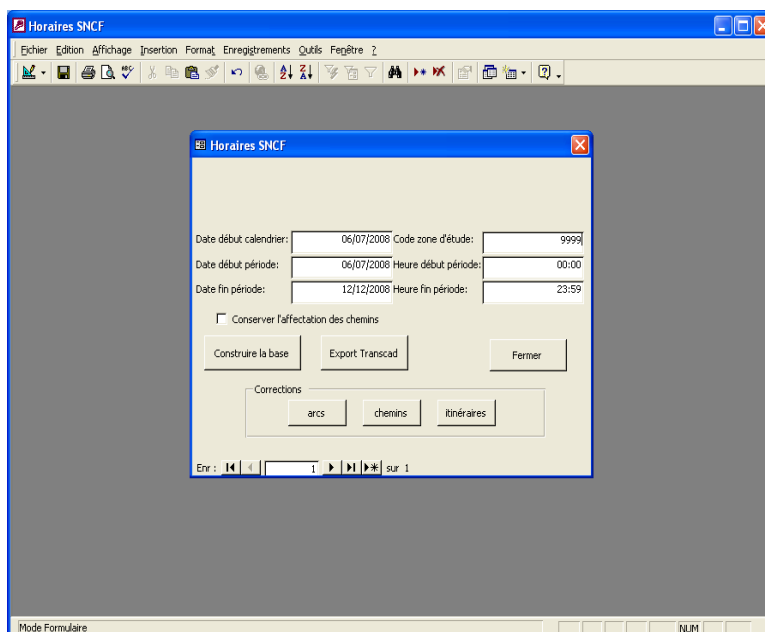 Horaires SNCF
Fichier Edition Affichage Insertion Format Enregistrements Outils Fenêtre ?
Horaires SNCF
Date début calendrier: 06/07/2008 Code zone d'étude: 9999
Date début période: 06/07/2008 Heure début période: 00:00
Date fin période: 12/12/2008 Heure fin période: 23:59
Conserver l'affectation des chemins
Construire la base Export Transcad Fermer
Corrections
arcs chemins itinéraires
Enr : 1 sur 1
Mode Formulaire NUM